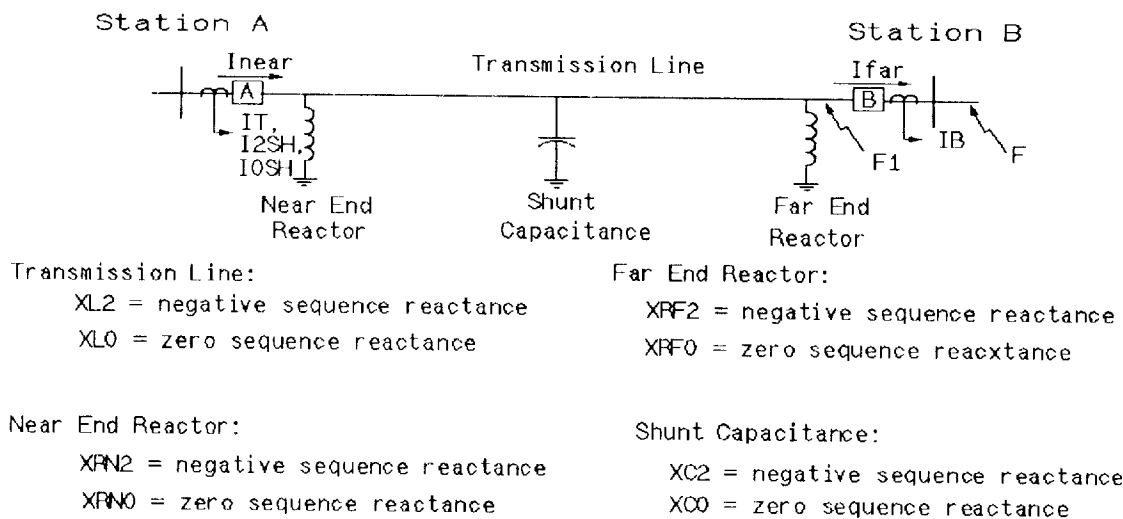 Station A
Station B
Inear
Transmission Line
Ifar
A
B
IT,
I2SH,
I0SH
F1
IB
F
Near End
Reactor
Shunt
Capacitance
Far End
Reactor
Transmission Line:
XL2 = negative sequence reactance
XL0 = zero sequence reactance
Far End Reactor:
XRF2 = negative sequence reactance
XRF0 = zero sequence reacxtance
Near End Reactor:
XRN2 = negative sequence reactance
XRN0 = zero sequence reactance
Shunt Capacitance:
XC2 = negative sequence reactance
XC0 = zero sequence reactance